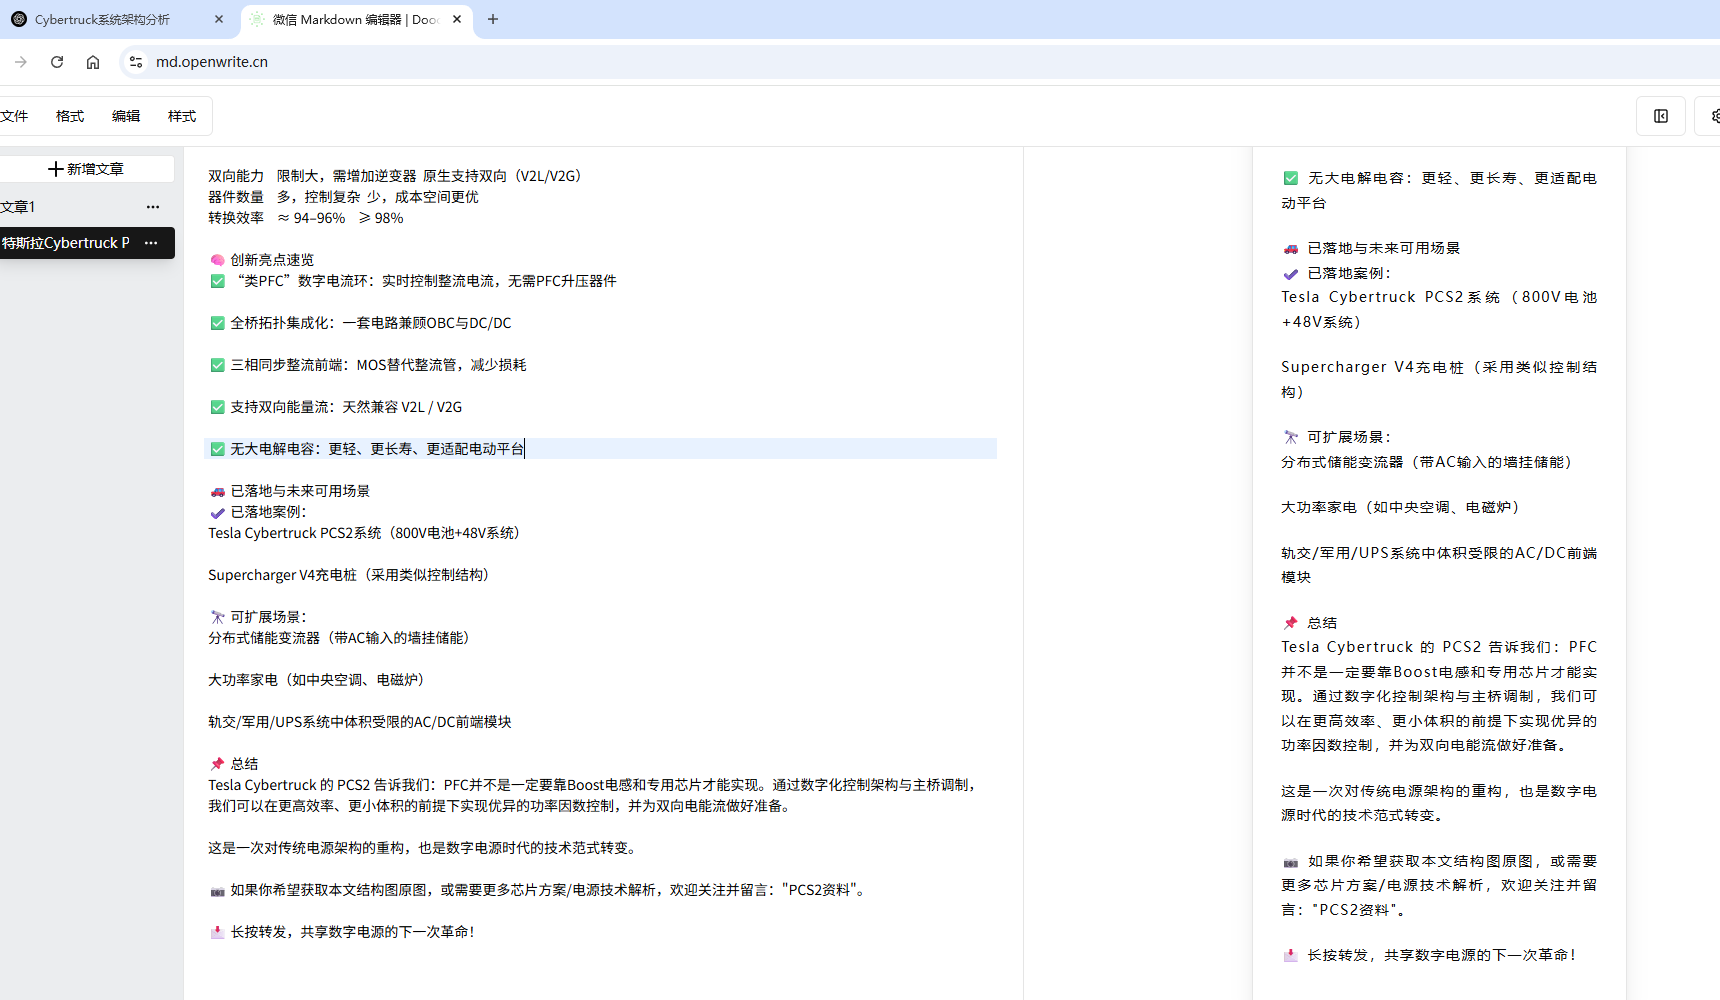 Cybertruck系统架构分析
微信 Markdown 编辑器 | Dooc
md.openwrite.cn
文件 格式 编辑 样式
新增文章
文章1
特斯拉Cybertruck P
双向能力 限制大，需增加逆变器 原生支持双向（V2L/V2G）
器件数量 多，控制复杂 少，成本空间更优
转换效率 ≈ 94–96% ≥ 98%
🧠 创新亮点速览
✅ “类PFC”数字电流环：实时控制整流电流，无需PFC升压器件
✅ 全桥拓扑集成化：一套电路兼顾OBC与DC/DC
✅ 三相同步整流前端：MOS替代整流管，减少损耗
✅ 支持双向能量流：天然兼容 V2L / V2G
✅ 无大电解电容：更轻、更长寿、更适配电动平台
🚗 已落地与未来可用场景
✔ 已落地案例：
Tesla Cybertruck PCS2系统（800V电池+48V系统）
Supercharger V4充电桩（采用类似控制结构）
🔭 可扩展场景：
分布式储能变流器（带AC输入的墙挂储能）
大功率家电（如中央空调、电磁炉）
轨交/军用/UPS系统中体积受限的AC/DC前端模块
📌 总结
Tesla Cybertruck 的 PCS2 告诉我们：PFC并不是一定要靠Boost电感和专用芯片才能实现。通过数字化控制架构与主桥调制，
我们可以在更高效率、更小体积的前提下实现优异的功率因数控制，并为双向电能流做好准备。
这是一次对传统电源架构的重构，也是数字电源时代的技术范式转变。
📷 如果你希望获取本文结构图原图，或需要更多芯片方案/电源技术解析，欢迎关注并留言："PCS2资料"。
📩 长按转发，共享数字电源的下一次革命！
✅ 无大电解电容：更轻、更长寿、更适配电
动平台
🚗 已落地与未来可用场景
✔ 已落地案例：
Tesla Cybertruck PCS2系统（800V电池
+48V系统）
Supercharger V4充电桩（采用类似控制结
构）
🔭 可扩展场景：
分布式储能变流器（带AC输入的墙挂储能）
大功率家电（如中央空调、电磁炉）
轨交/军用/UPS系统中体积受限的AC/DC前端
模块
📌 总结
Tesla Cybertruck 的 PCS2 告诉我们：PFC
并不是一定要靠Boost电感和专用芯片才能实
现。通过数字化控制架构与主桥调制，我们可
以在更高效率、更小体积的前提下实现优异的
功率因数控制，并为双向电能流做好准备。
这是一次对传统电源架构的重构，也是数字电
源时代的技术范式转变。
📷 如果你希望获取本文结构图原图，或需要
更多芯片方案/电源技术解析，欢迎关注并留
言："PCS2资料"。
📩 长按转发，共享数字电源的下一次革命！